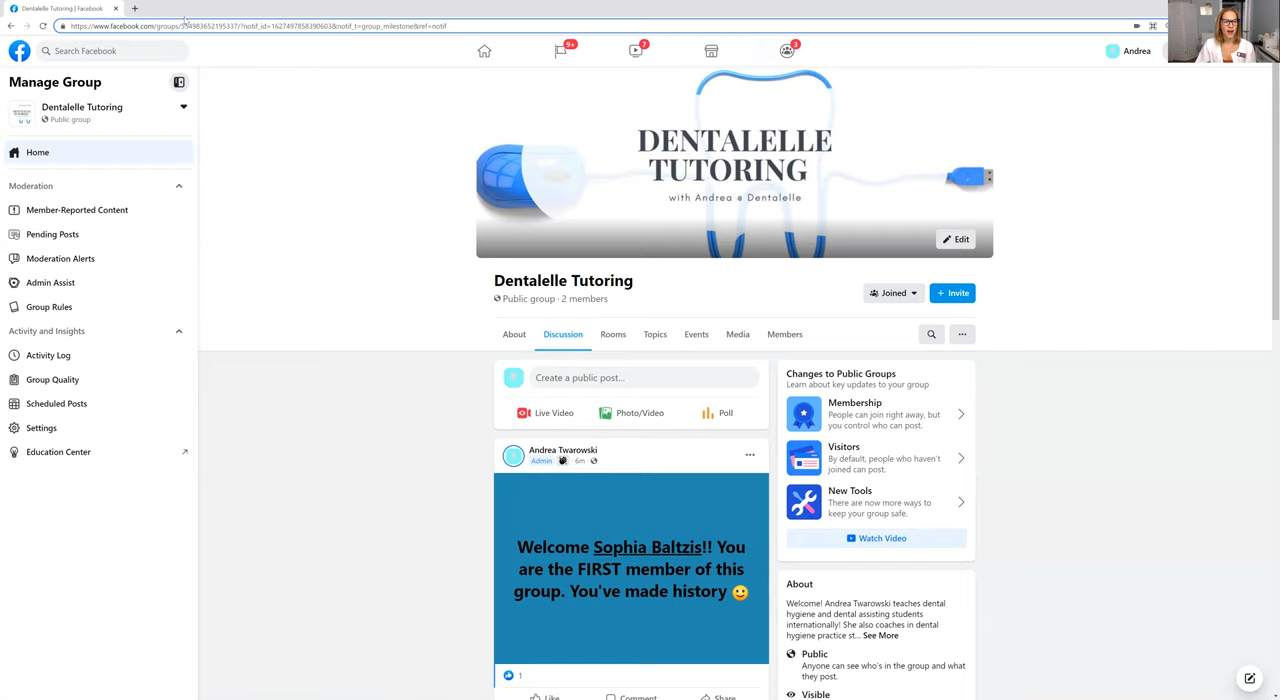 Dentalelle Tutoring | Facebook
Search Facebook
9+
7
3
Andrea
Manage Group
Dentalelle Tutoring
Public group
Home
Moderation
Member-Reported Content
Pending Posts
Moderation Alerts
Admin Assist
Group Rules
Activity and Insights
Activity Log
Group Quality
Scheduled Posts
Settings
Education Center
DENTALELLE
TUTORING
with Andrea @ Dentalelle
Edit
Dentalelle Tutoring
Public group · 2 members
Joined
+ Invite
About
Discussion
Rooms
Topics
Events
Media
Members
Create a public post...
Live Video
Photo/Video
Poll
Andrea Twarowski
Admin
6m
Welcome Sophia Baltzis!! You
are the FIRST member of this
group. You've made history
1
Like
Comment
Share
Changes to Public Groups
Learn about key updates to your group
Membership
People can join right away, but
you control who can post.
Visitors
By default, people who haven't
joined can post.
New Tools
There are now more ways to
keep your group safe.
Watch Video
About
Welcome! Andrea Twarowski teaches dental
hygiene and dental assisting students
internationally! She also coaches in dental
hygiene practice st... See More
Public
Anyone can see who's in the group and what
they post.
Visible